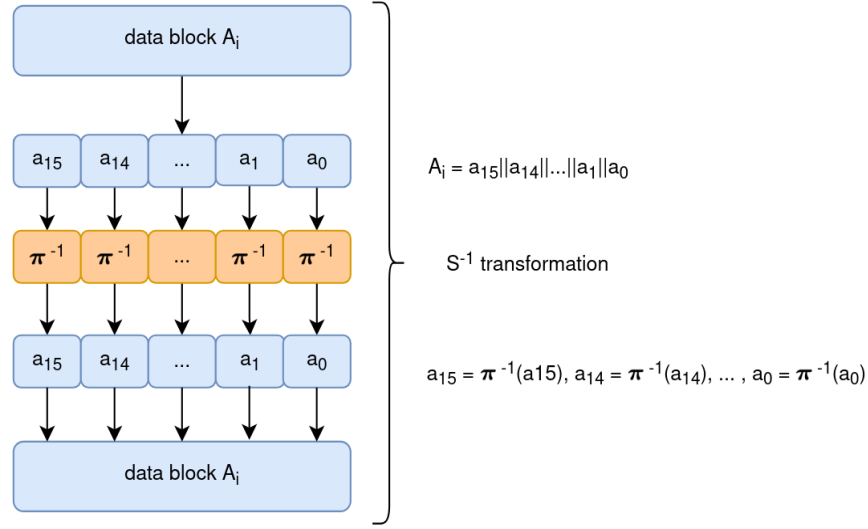 data block Aᵢ
a₁₅ a₁₄ ... a₁ a₀
Aᵢ = a₁₅||a₁₄||...||a₁||a₀
π⁻¹ π⁻¹ ... π⁻¹ π⁻¹
S⁻¹ transformation
a₁₅ a₁₄ ... a₁ a₀
a₁₅ = π⁻¹(a15), a₁₄ = π⁻¹(a₁₄), ... , a₀ = π⁻¹(a₀)
data block Aᵢ